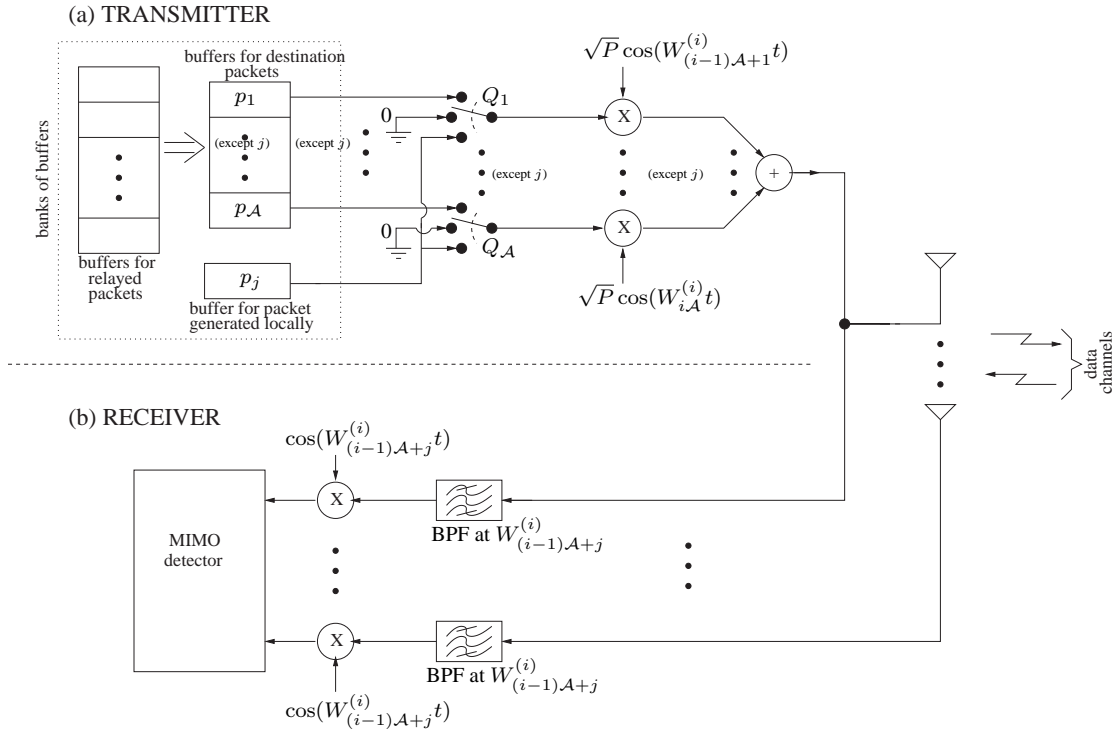 (a) TRANSMITTER
buffers for destination
packets
banks of buffers
p_1
(except j)
(except j)
p_𝒜
buffers for
relayed
packets
p_j
buffer for packet
generated locally
0
Q_1
(except j)
0
Q_𝒜
√P cos(W^{(i)}_{(i−1)𝒜+1}t)
X
(except j)
X
√P cos(W^{(i)}_{i𝒜}t)
+
data
channels
(b) RECEIVER
cos(W^{(i)}_{(i−1)𝒜+j}t)
X
BPF at W^{(i)}_{(i−1)𝒜+j}
MIMO
detector
X
BPF at W^{(i)}_{(i−1)𝒜+j}
cos(W^{(i)}_{(i−1)𝒜+j}t)